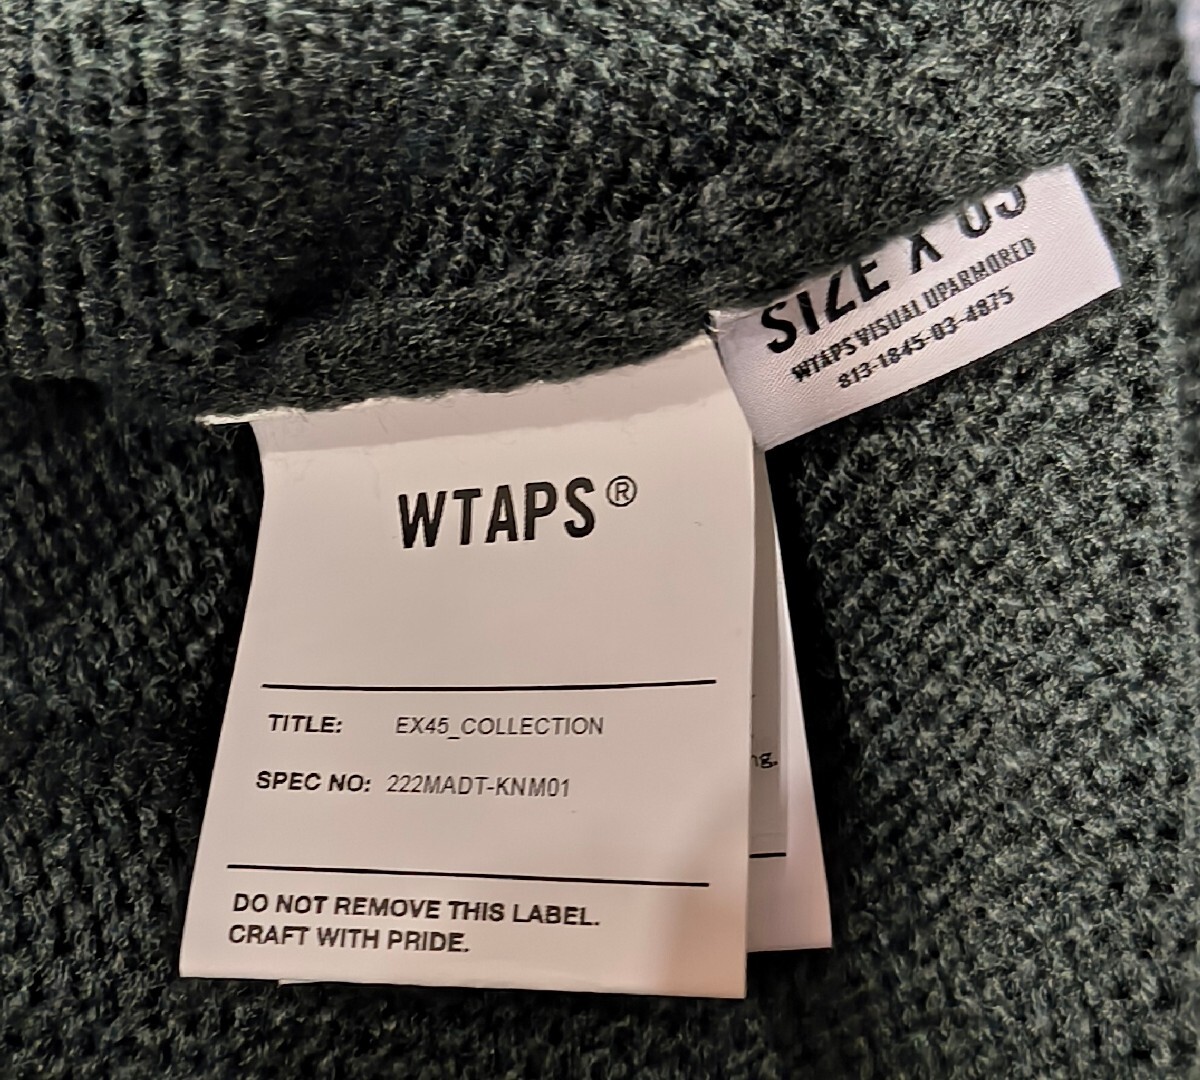 SIZE X 03
WTAPS VISUAL UPARMORED
813-1845-03-4875
WTAPS®
TITLE: EX45_COLLECTION
SPEC NO: 222MADT-KNM01
DO NOT REMOVE THIS LABEL.
CRAFT WITH PRIDE.